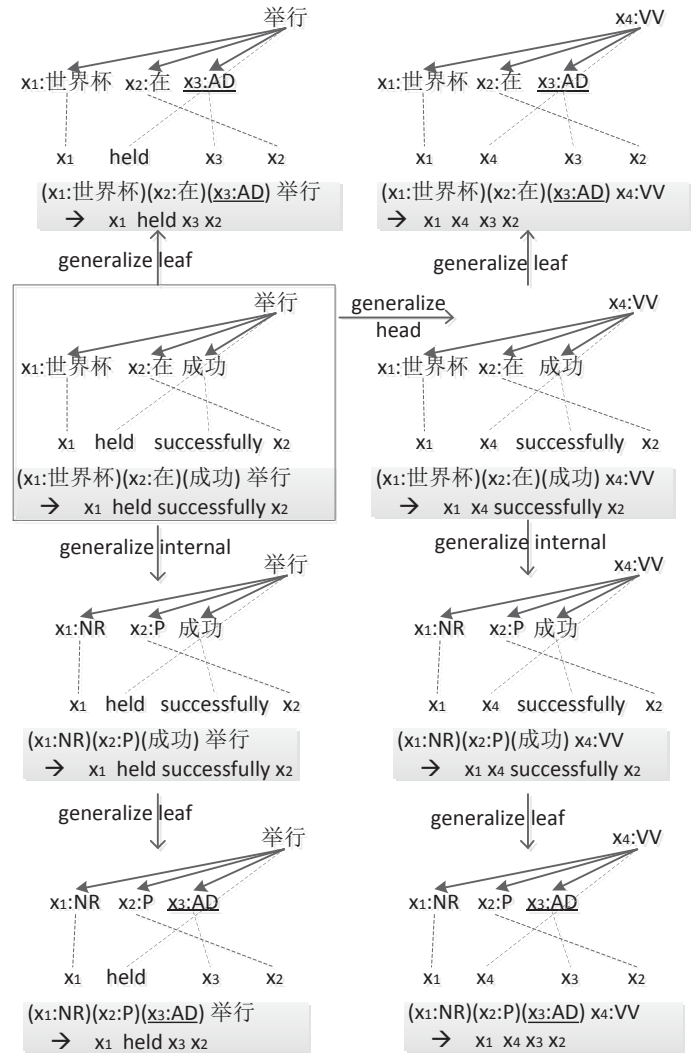 举行
x₁:世界杯 x₂:在 x₃:AD
x₁ held x₃ x₂
(x₁:世界杯)(x₂:在)(x₃:AD) 举行
→ x₁ held x₃ x₂
x₄:VV
x₁:世界杯 x₂:在 x₃:AD
x₁ x₄ x₃ x₂
(x₁:世界杯)(x₂:在)(x₃:AD) x₄:VV
→ x₁ x₄ x₃ x₂
generalize leaf
generalize leaf
举行
x₁:世界杯 x₂:在 成功
x₁ held successfully x₂
(x₁:世界杯)(x₂:在)(成功) 举行
→ x₁ held successfully x₂
generalize
head
x₄:VV
x₁:世界杯 x₂:在 成功
x₁ x₄ successfully x₂
(x₁:世界杯)(x₂:在)(成功) x₄:VV
→ x₁ x₄ successfully x₂
generalize internal
generalize internal
举行
x₁:NR x₂:P 成功
x₁ held successfully x₂
(x₁:NR)(x₂:P)(成功) 举行
→ x₁ held successfully x₂
x₄:VV
x₁:NR x₂:P 成功
x₁ x₄ successfully x₂
(x₁:NR)(x₂:P)(成功) x₄:VV
→ x₁ x₄ successfully x₂
generalize leaf
generalize leaf
举行
x₁:NR x₂:P x₃:AD
x₁ held x₃ x₂
(x₁:NR)(x₂:P)(x₃:AD) 举行
→ x₁ held x₃ x₂
x₄:VV
x₁:NR x₂:P x₃:AD
x₁ x₄ x₃ x₂
(x₁:NR)(x₂:P)(x₃:AD) x₄:VV
→ x₁ x₄ x₃ x₂